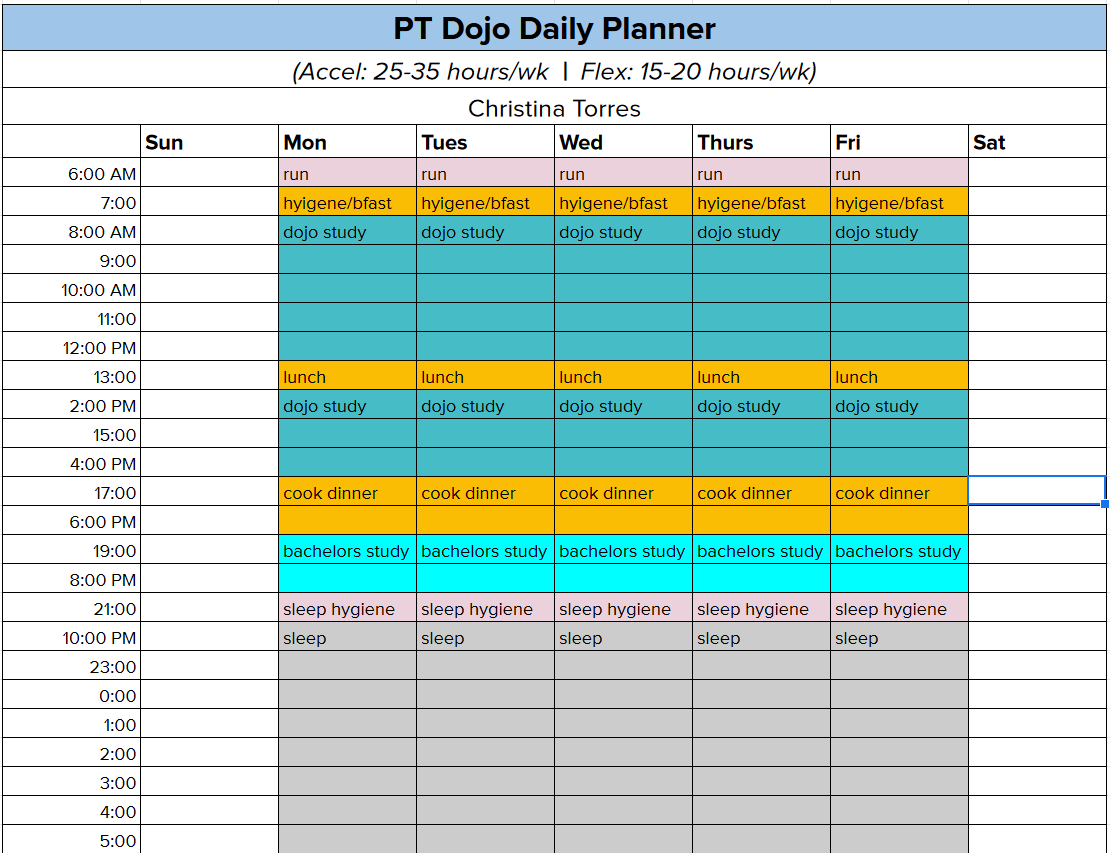 PT Dojo Daily Planner
(Accel: 25-35 hours/wk | Flex: 15-20 hours/wk)
Christina Torres
Sun Mon Tues Wed Thurs Fri Sat
6:00 AM run run run run run
7:00 hyigene/bfast hyigene/bfast hyigene/bfast hyigene/bfast hyigene/bfast
8:00 AM dojo study dojo study dojo study dojo study dojo study
9:00
10:00 AM
11:00
12:00 PM
13:00 lunch lunch lunch lunch lunch
2:00 PM dojo study dojo study dojo study dojo study dojo study
15:00
4:00 PM
17:00 cook dinner cook dinner cook dinner cook dinner cook dinner
6:00 PM
19:00 bachelors study bachelors study bachelors study bachelors study bachelors study
8:00 PM
21:00 sleep hygiene sleep hygiene sleep hygiene sleep hygiene sleep hygiene
10:00 PM sleep sleep sleep sleep sleep
23:00
0:00
1:00
2:00
3:00
4:00
5:00